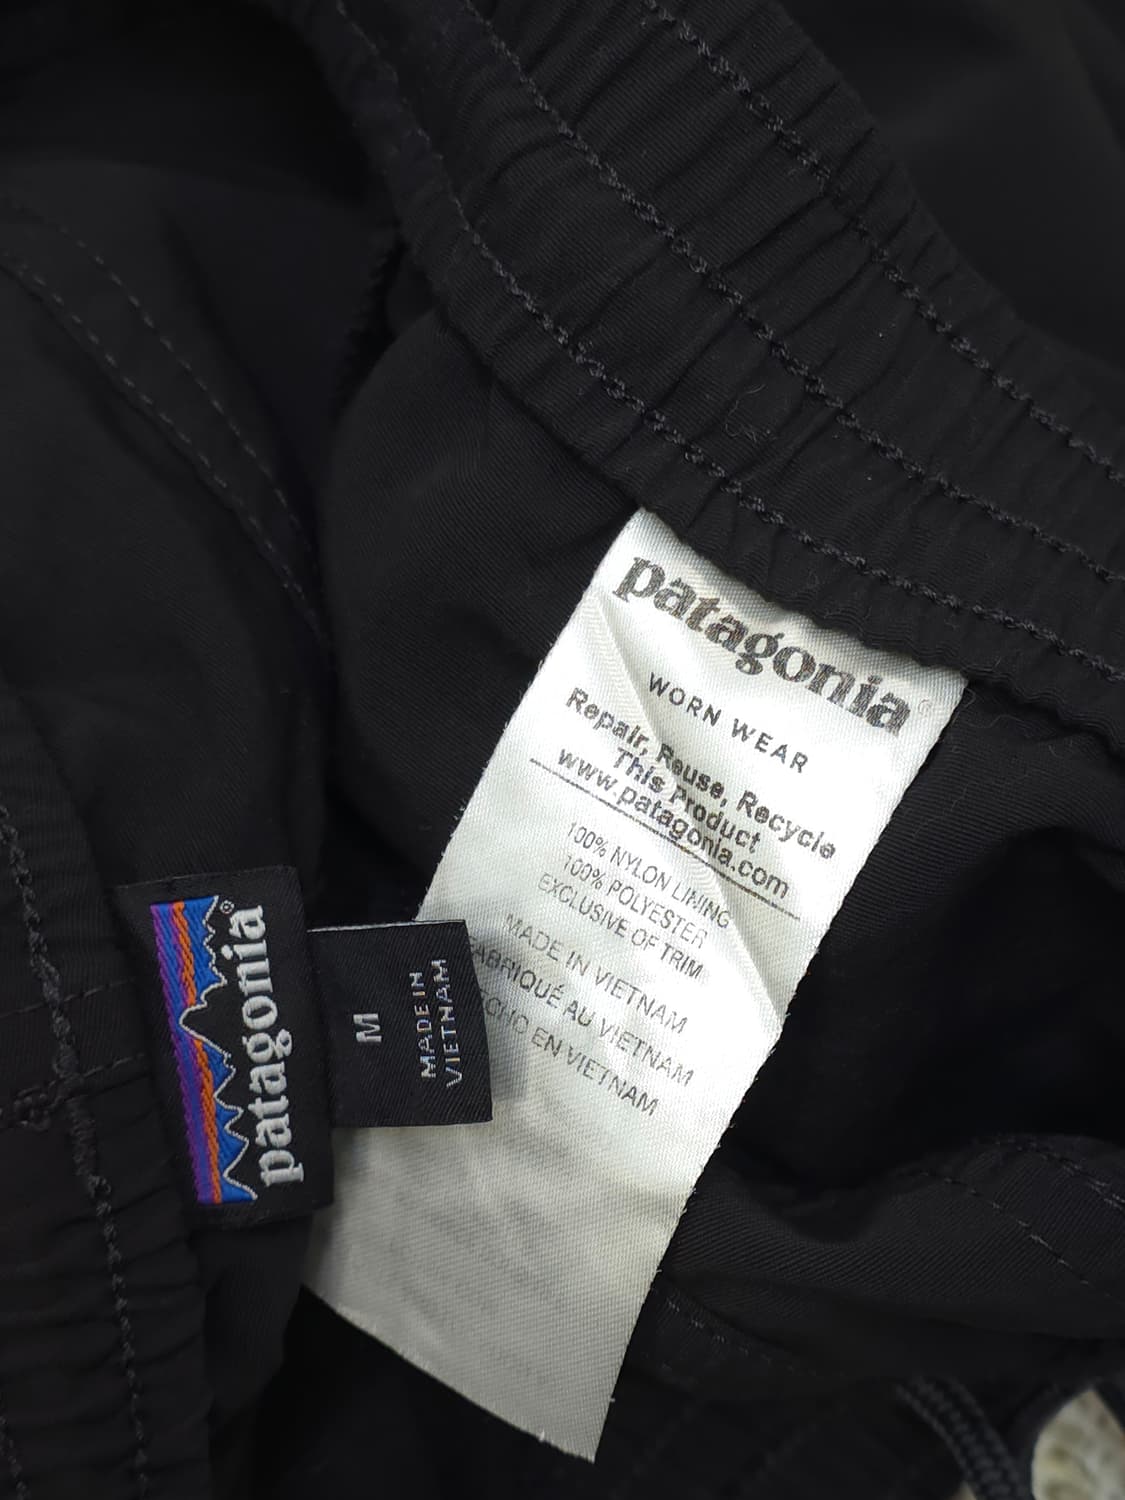 patagonia®
WORN WEAR
Repair, Reuse, Recycle
This Product
www.patagonia.com
100% NYLON LINING
100% POLYESTER
EXCLUSIVE OF TRIM
MADE IN VIETNAM
FABRIQUÉ AU VIETNAM
ECHO EN VIETNAM
patagonia®
M
MADE IN
VIETNAM